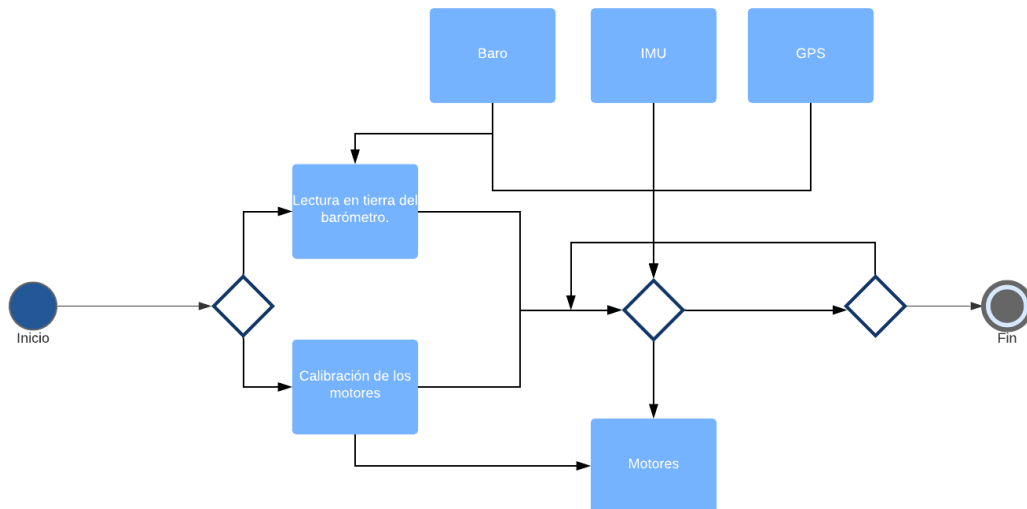 Baro
IMU
GPS
Lectura en tierra del
barómetro.
Inicio
Fin
Calibración de los
motores
Motores